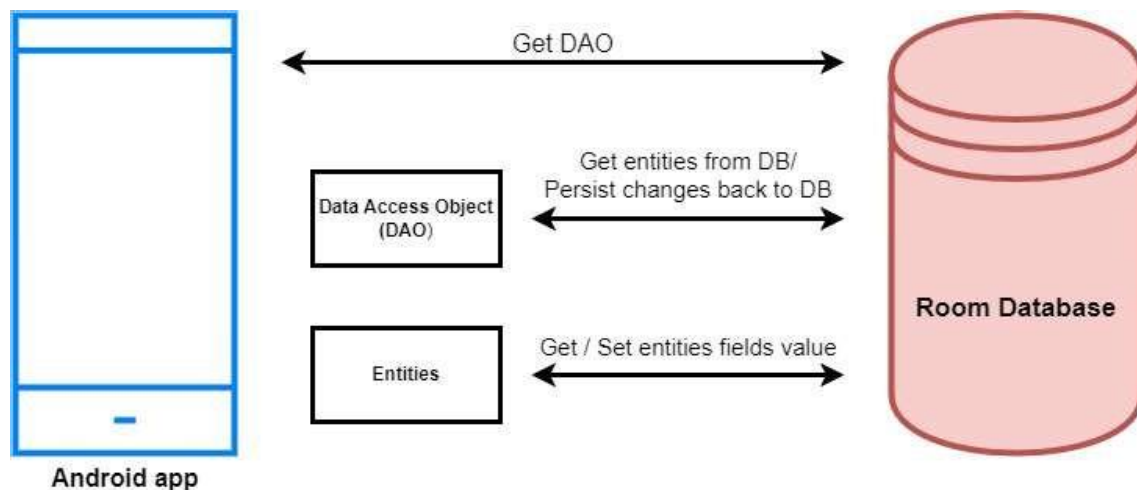 Get DAO
Get entities from DB/
Persist changes back to DB
Data Access Object
(DAO)
Room Database
Get / Set entities fields value
Entities
Android app